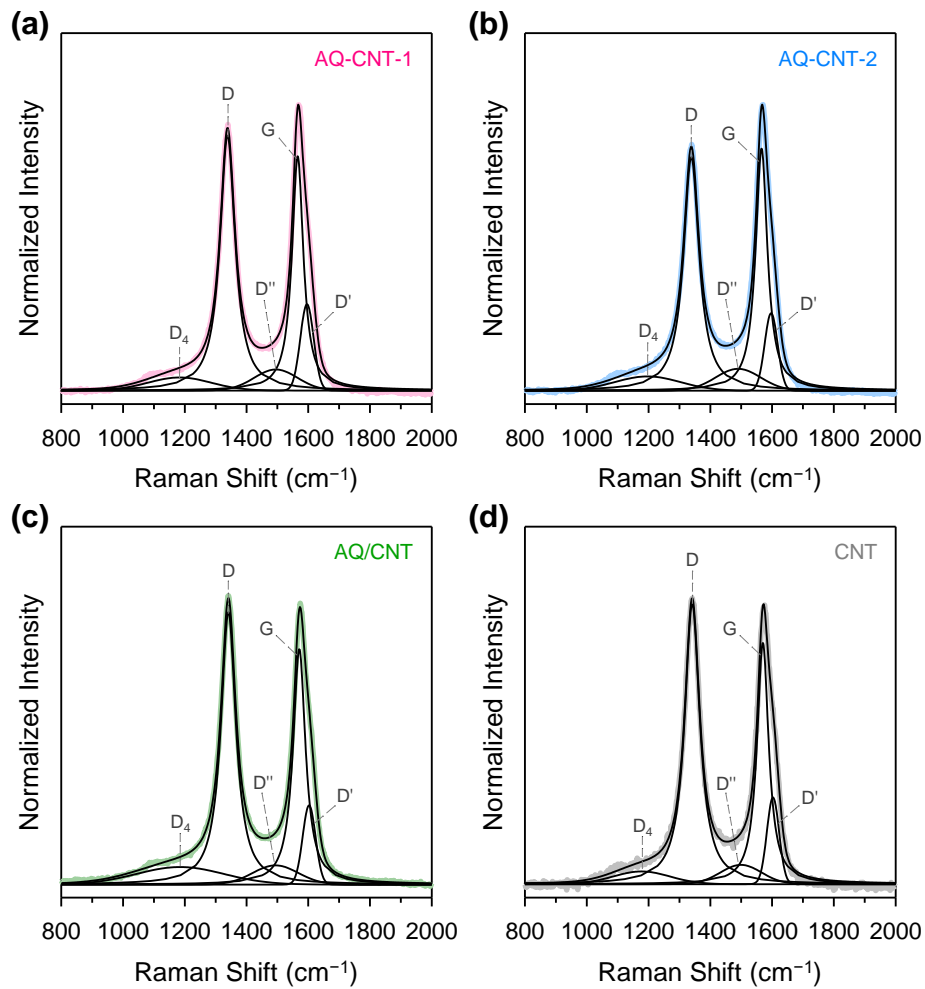 (a)
AQ-CNT-1
D
G
D''
D'
D₄
Normalized Intensity
800 1000 1200 1400 1600 1800 2000
Raman Shift (cm⁻¹)
(b)
AQ-CNT-2
D
G
D''
D'
D₄
Normalized Intensity
800 1000 1200 1400 1600 1800 2000
Raman Shift (cm⁻¹)
(c)
AQ/CNT
D
G
D''
D'
D₄
Normalized Intensity
800 1000 1200 1400 1600 1800 2000
Raman Shift (cm⁻¹)
(d)
CNT
D
G
D''
D'
D₄
Normalized Intensity
800 1000 1200 1400 1600 1800 2000
Raman Shift (cm⁻¹)